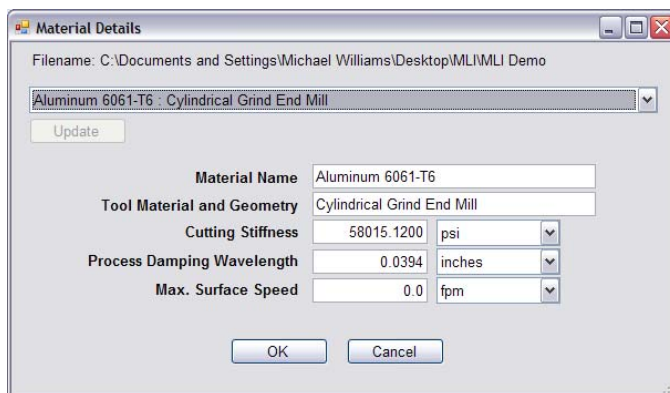 Material Details
Filename: C:\Documents and Settings\Michael Williams\Desktop\MLI\MLI Demo
Aluminum 6061-T6 : Cylindrical Grind End Mill
Update
Material Name Aluminum 6061-T6
Tool Material and Geometry Cylindrical Grind End Mill
Cutting Stiffness 58015.1200 psi
Process Damping Wavelength 0.0394 inches
Max. Surface Speed 0.0 fpm
OK Cancel